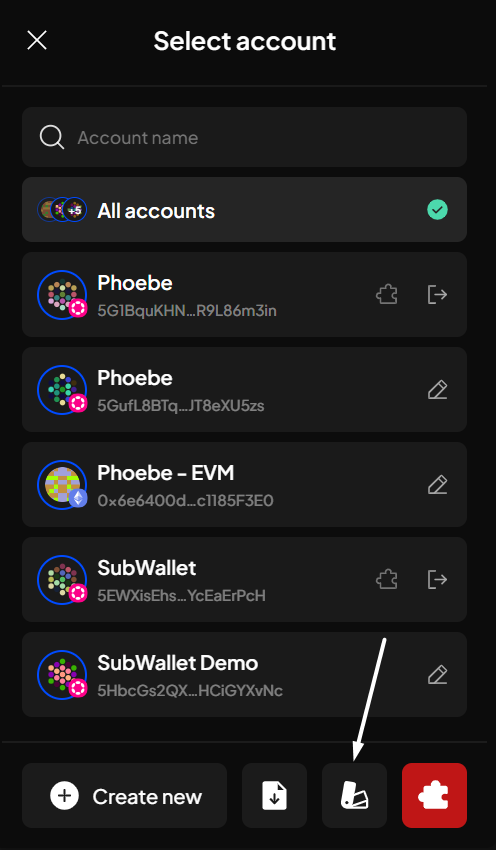 Select account
Account name
+5 All accounts
Phoebe
5G1BquKHN...R9L86m3in
Phoebe
5GufL8BTq...JT8eXU5zs
Phoebe - EVM
0x6e6400d...c1185F3E0
SubWallet
5EWXisEhs...YcEaErPcH
SubWallet Demo
5HbcGs2QX...HCiGYXvNc
Create new